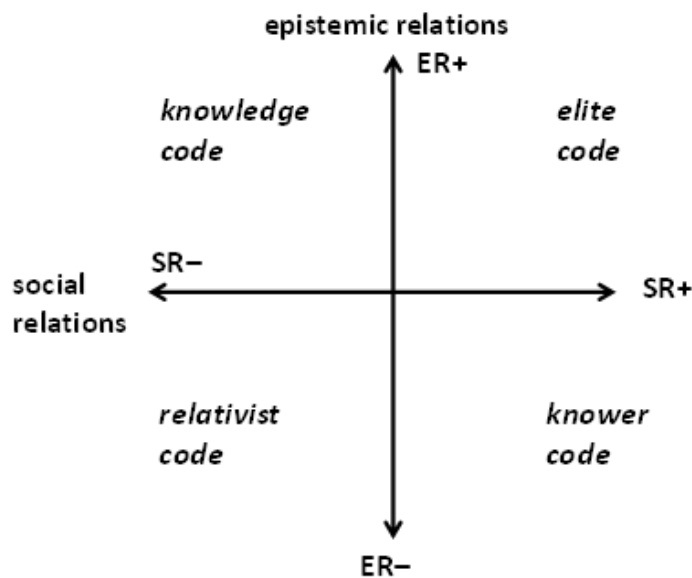 epistemic relations
ER+
knowledge
code
elite
code
SR−
social
relations
SR+
relativist
code
knower
code
ER−